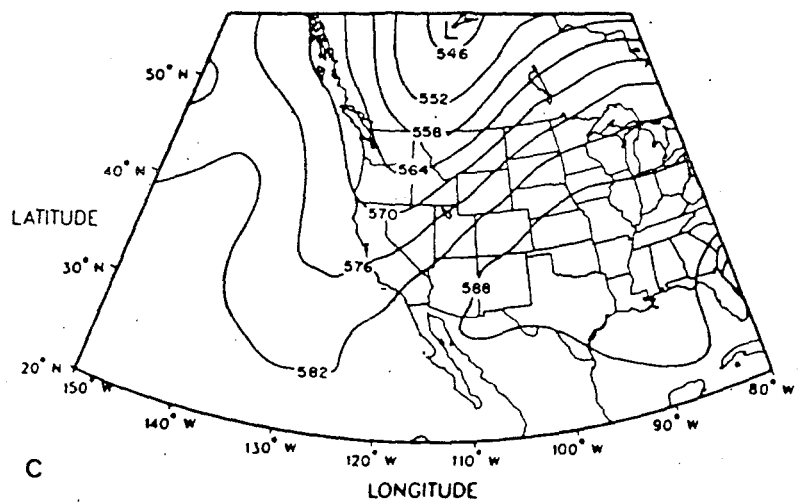 L
546
50° N
552
558
40° N
564
LATITUDE
570
30° N
576
588
20° N
582
150° W
80° W
140° W
90° W
130° W
120° W
110° W
100° W
C
LONGITUDE